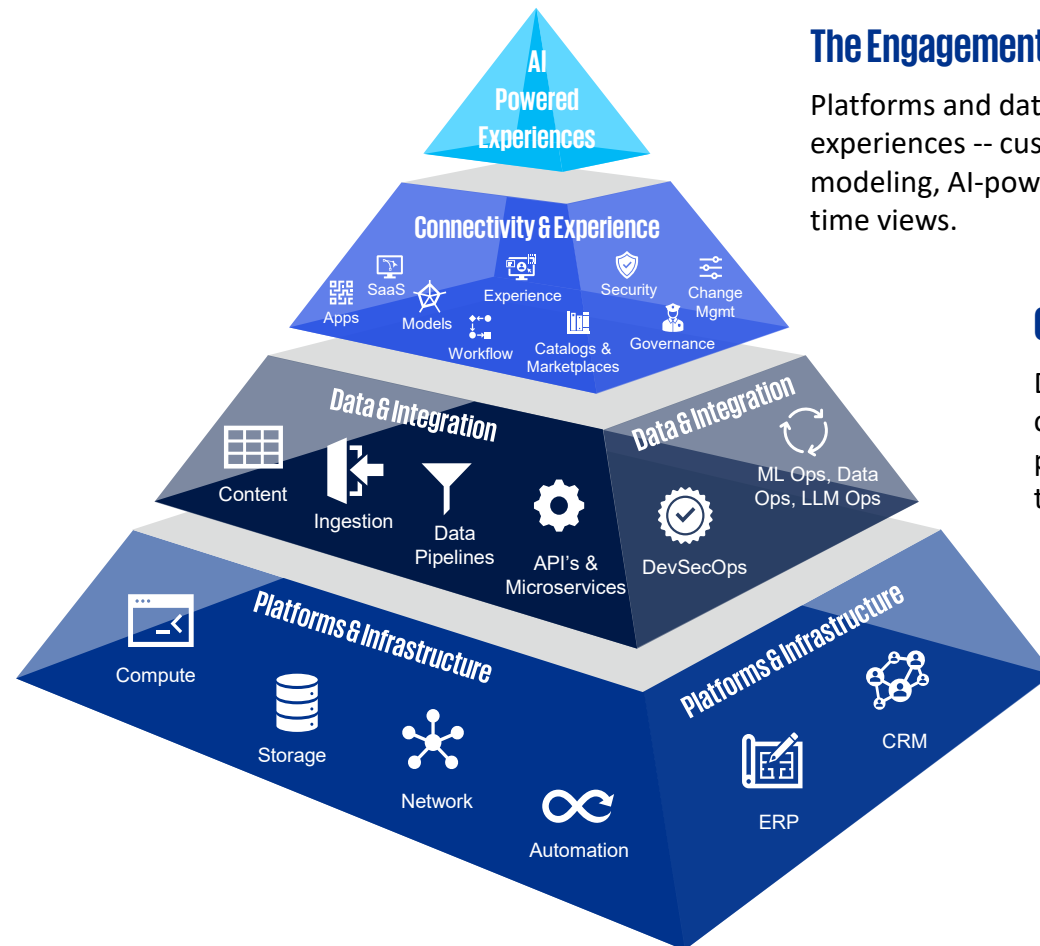 AI
Powered
Experiences
The Engagement
Platforms and dat
experiences -- cus
modeling, AI-pow
time views.
Connectivity & Experience
SaaS
Apps
Models
Experience
Workflow
Catalogs &
Marketplaces
Security
Governance
Change
Mgmt
Data & Integration
Content
Ingestion
Data
Pipelines
API's &
Microservices
Data & Integration
ML Ops, Data
Ops, LLM Ops
DevSecOps
Platforms & Infrastructure
Compute
Storage
Network
Automation
Platforms & Infrastructure
CRM
ERP